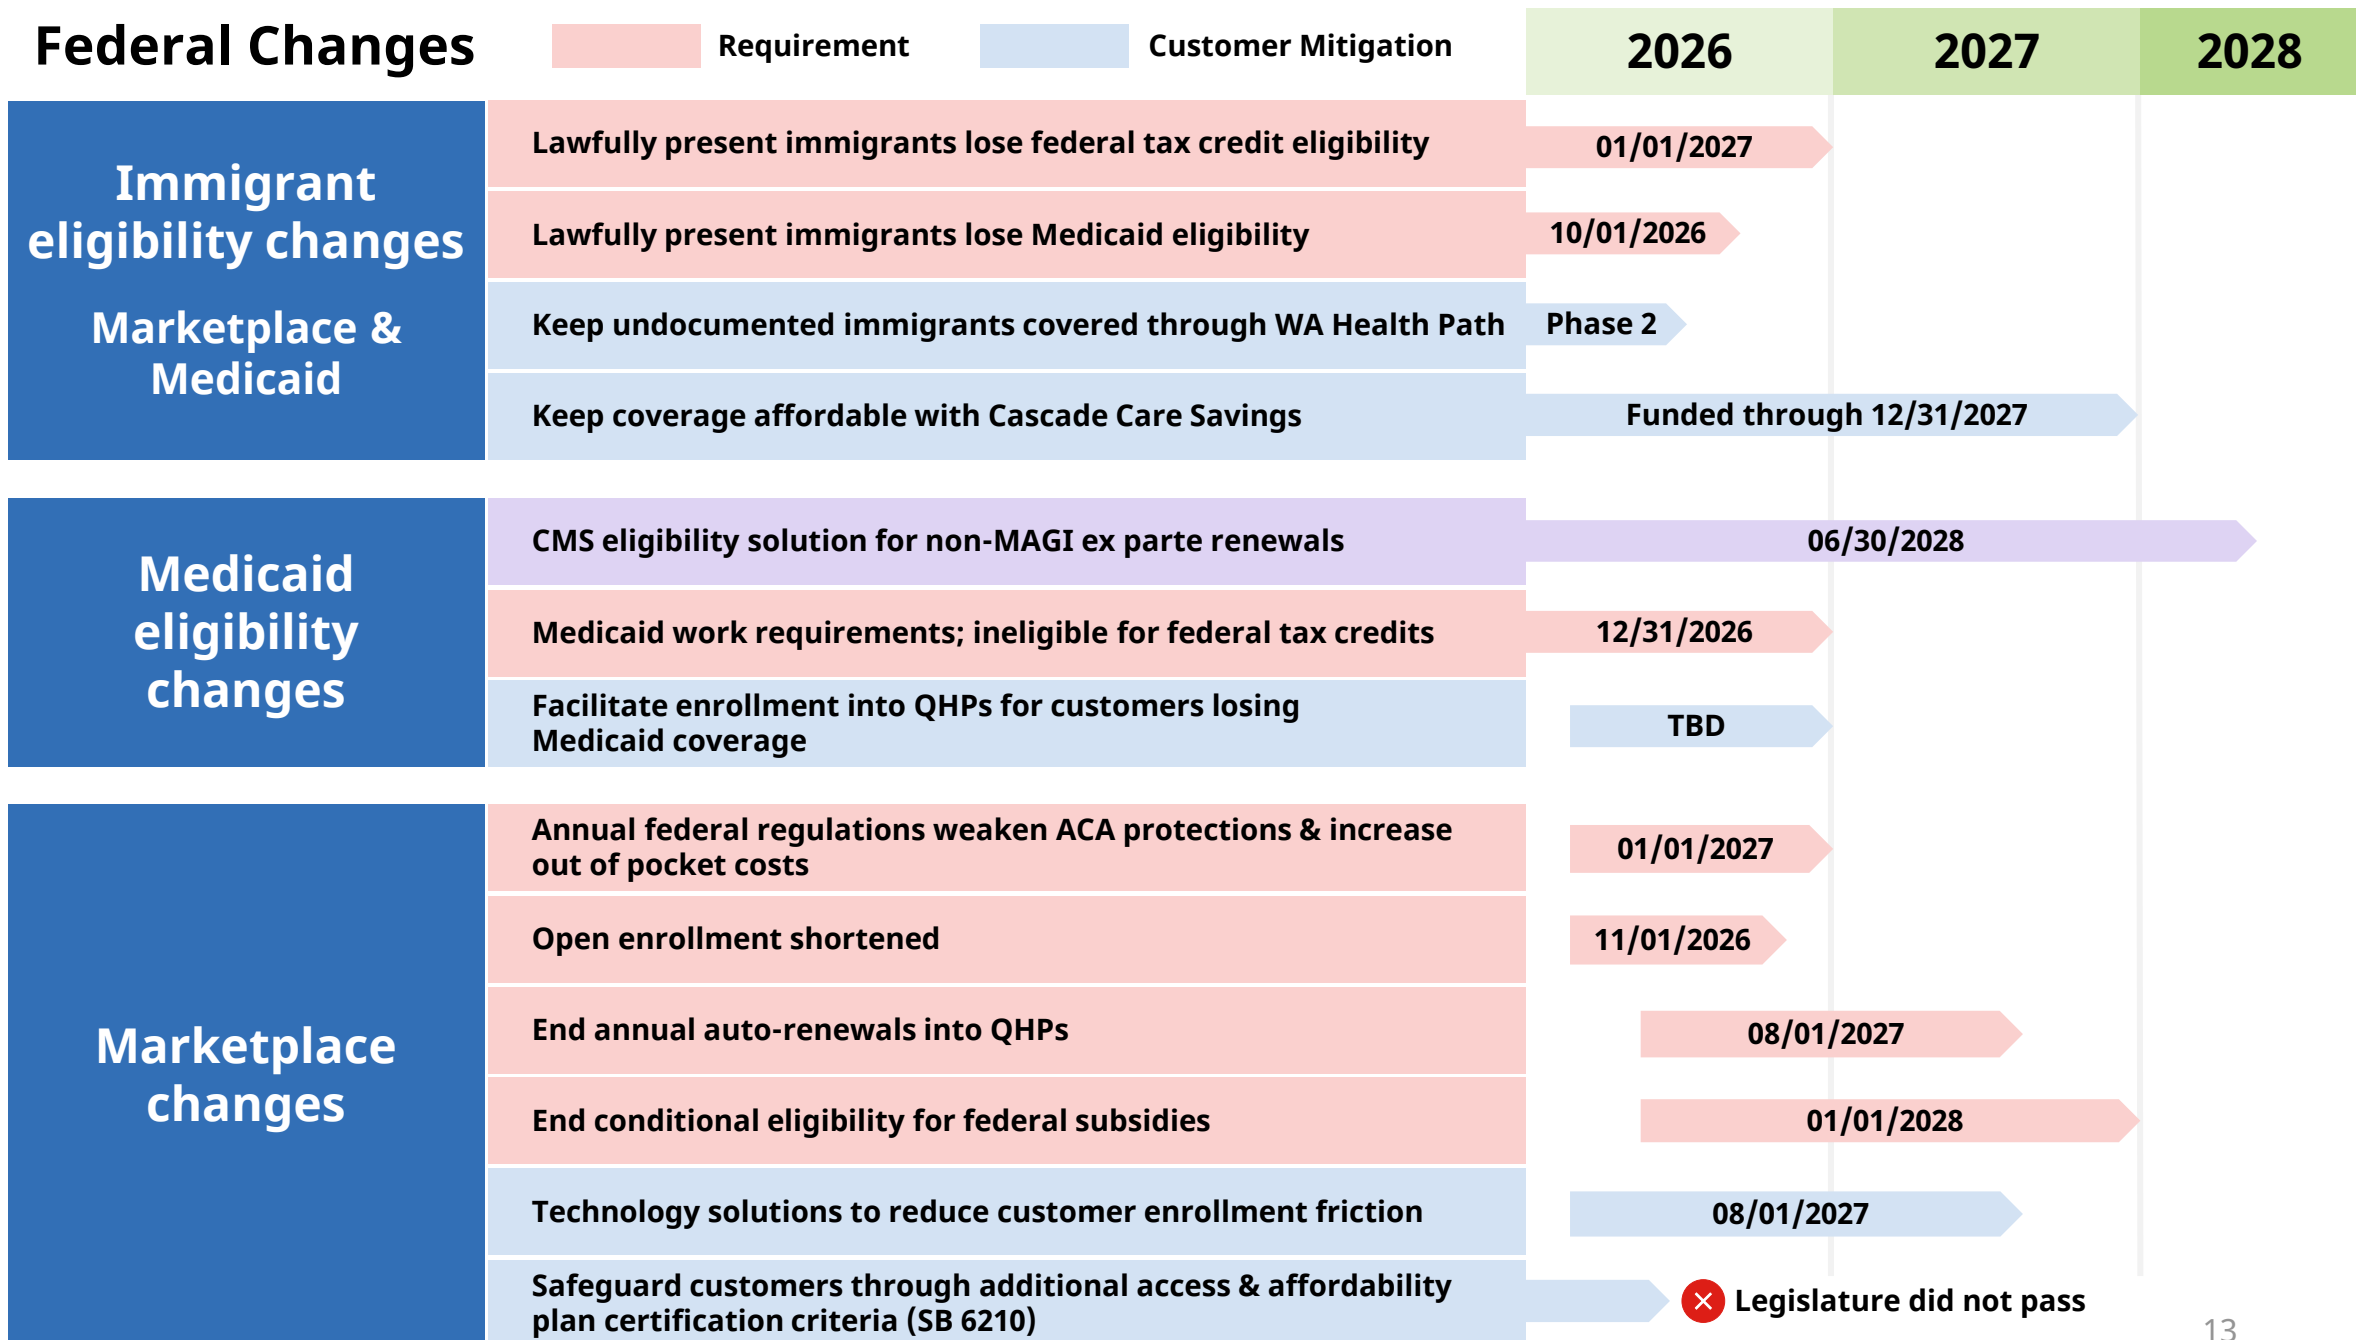 Federal Changes
Requirement
Customer Mitigation
2026
2027
2028
Immigrant
eligibility changes
Marketplace &
Medicaid
Lawfully present immigrants lose federal tax credit eligibility
01/01/2027
Lawfully present immigrants lose Medicaid eligibility
10/01/2026
Keep undocumented immigrants covered through WA Health Path
Phase 2
Keep coverage affordable with Cascade Care Savings
Funded through 12/31/2027
Medicaid
eligibility
changes
CMS eligibility solution for non-MAGI ex parte renewals
06/30/2028
Medicaid work requirements; ineligible for federal tax credits
12/31/2026
Facilitate enrollment into QHPs for customers losing
Medicaid coverage
TBD
Marketplace
changes
Annual federal regulations weaken ACA protections & increase
out of pocket costs
01/01/2027
Open enrollment shortened
11/01/2026
End annual auto-renewals into QHPs
08/01/2027
End conditional eligibility for federal subsidies
01/01/2028
Technology solutions to reduce customer enrollment friction
08/01/2027
Safeguard customers through additional access & affordability
plan certification criteria (SB 6210)
Legislature did not pass
13